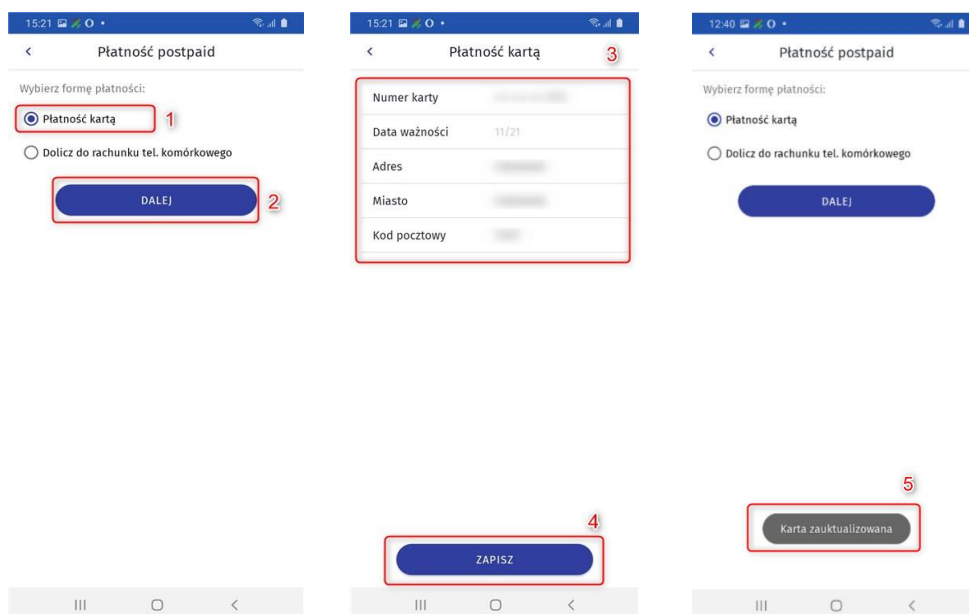 15:21
Płatność postpaid
Wybierz formę płatności:
Płatność kartą
1
Dolicz do rachunku tel. komórkowego
DALEJ
2
15:21
Płatność kartą
3
Numer karty
Data ważności 11/21
Adres
Miasto
Kod pocztowy
4
ZAPISZ
12:40
Płatność postpaid
Wybierz formę płatności:
Płatność kartą
Dolicz do rachunku tel. komórkowego
DALEJ
5
Karta zauktualizowana